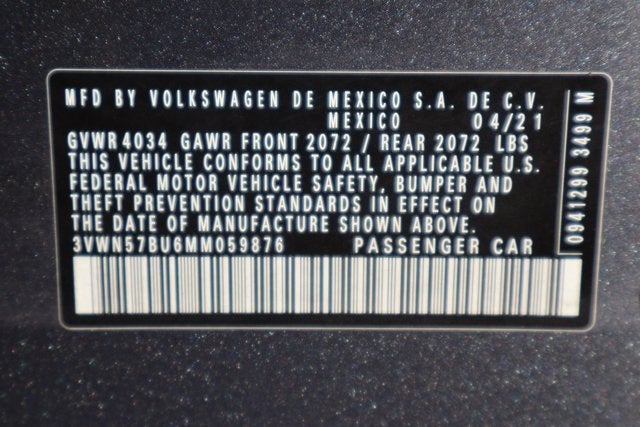 MFD BY VOLKSWAGEN DE MEXICO S.A. DE C.V.
MEXICO 04/21
GVWR 4034 GAWR FRONT 2072 / REAR 2072 LBS
THIS VEHICLE CONFORMS TO ALL APPLICABLE U.S.
FEDERAL MOTOR VEHICLE SAFETY, BUMPER AND
THEFT PREVENTION STANDARDS IN EFFECT ON
THE DATE OF MANUFACTURE SHOWN ABOVE.
3VWN57BU6MM059876 PASSENGER CAR
0941299 3499 M